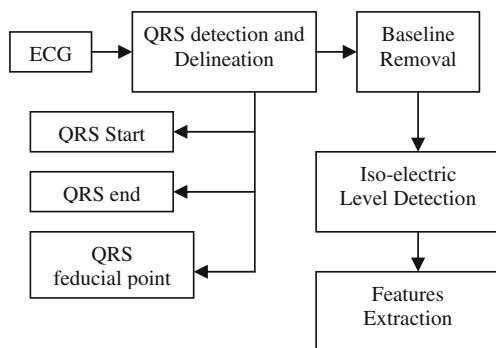 ECG
QRS detection and
Delineation
Baseline
Removal
QRS Start
QRS end
QRS
feducial point
Iso-electric
Level Detection
Features
Extraction